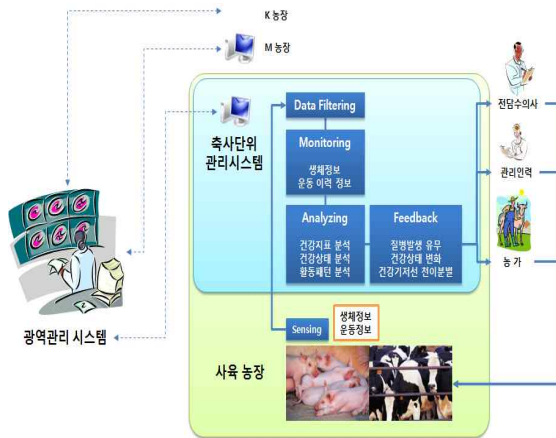 K 농장
M 농장
축사단위
관리시스템
Data Filtering
Monitoring
생체정보
운동 이력 정보
Analyzing
건강지표 분석
건강상태 분석
활동패턴 분석
Feedback
질병발생 유무
건강상태 변화
건강기저선 전이분별
전담수의사
관리인력
농 가
광역관리 시스템
Sensing
생체정보
운동정보
사육 농장